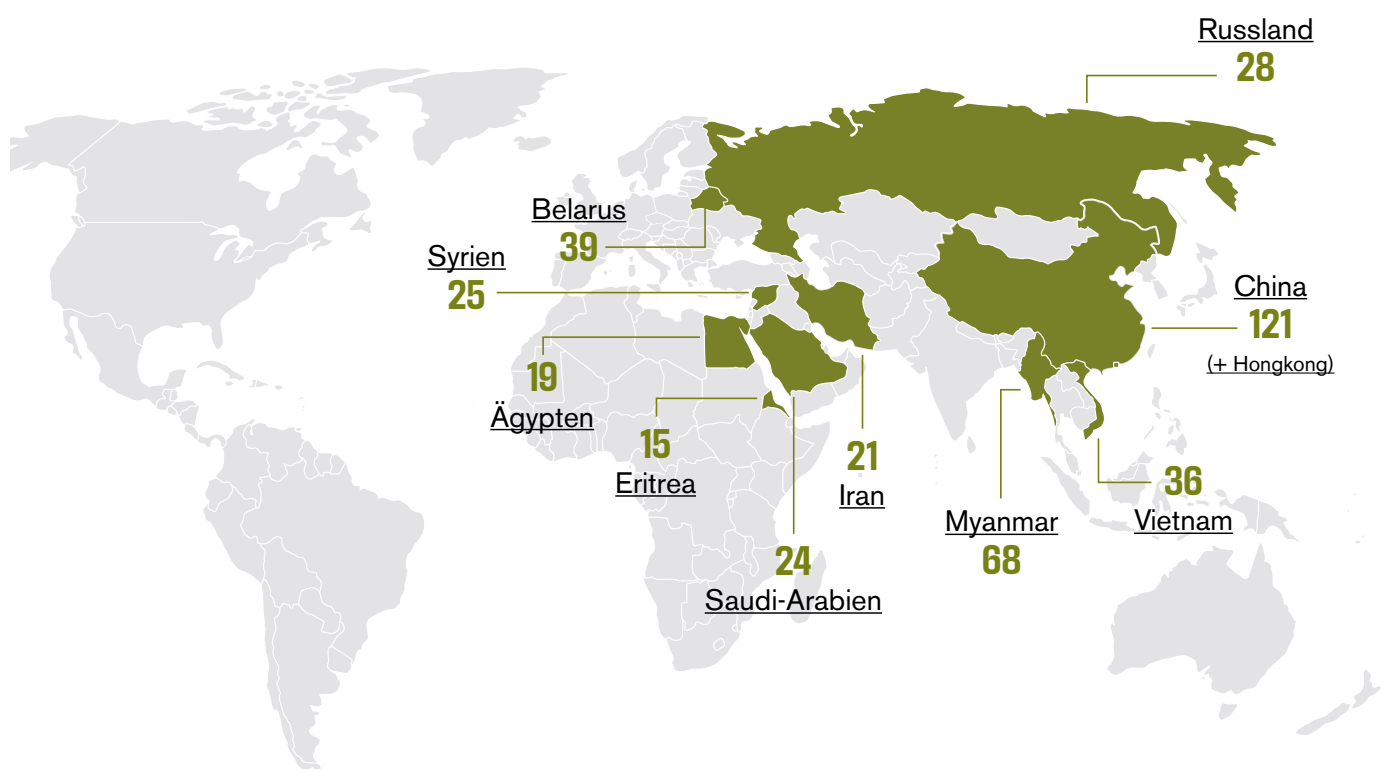 Russland
28
Belarus
39
Syrien
25
China
121
(+ Hongkong)
19
Ägypten
15
Eritrea
21
Iran
24
Saudi-Arabien
Myanmar
68
36
Vietnam